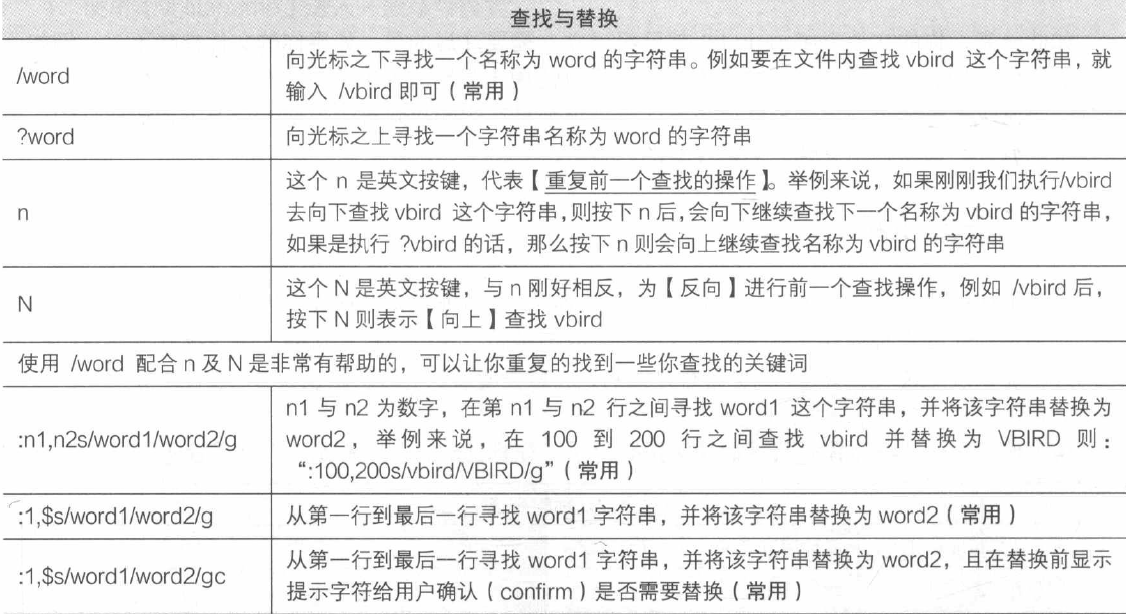 查找与替换
/word
向光标之下寻找一个名称为 word 的字符串。例如要在文件内查找 vbird 这个字符串，就
输入 /vbird 即可（常用）
?word
向光标之上寻找一个字符串名称为 word 的字符串
n
这个 n 是英文按键，代表【重复前一个查找的操作】。举例来说，如果刚刚我们执行/vbird
去向下查找 vbird 这个字符串，则按下 n 后，会向下继续查找下一个名称为 vbird 的字符串，
如果是执行 ?vbird 的话，那么按下 n 则会向上继续查找名称为 vbird 的字符串
N
这个 N 是英文按键，与 n 刚好相反，为【反向】进行前一个查找操作，例如 /vbird 后，
按下 N 则表示【向上】查找 vbird
使用 /word 配合 n 及 N 是非常有帮助的，可以让你重复的找到一些你查找的关键词
:n1,n2s/word1/word2/g
n1 与 n2 为数字，在第 n1 与 n2 行之间寻找 word1 这个字符串，并将该字符串替换为
word2，举例来说，在 100 到 200 行之间查找 vbird 并替换为 VBIRD 则：
“:100,200s/vbird/VBIRD/g”（常用）
:1,$s/word1/word2/g
从第一行到最后一行寻找 word1 字符串，并将该字符串替换为 word2（常用）
:1,$s/word1/word2/gc
从第一行到最后一行寻找 word1 字符串，并将该字符串替换为 word2，且在替换前显示
提示字符给用户确认（confirm）是否需要替换（常用）